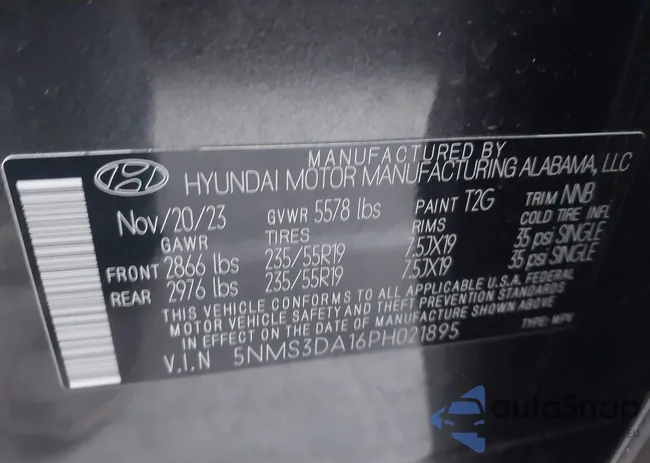 MANUFACTURED BY
HYUNDAI MOTOR MANUFACTURING ALABAMA, LLC
Nov/20/23 GVWR 5578 lbs PAINT T2G TRIM NNB
GAWR TIRES RIMS COLD TIRE INFL
FRONT 2866 lbs 235/55R19 7.5JX19 35 psi SINGLE
REAR 2976 lbs 235/55R19 7.5JX19 35 psi SINGLE
THIS VEHICLE CONFORMS TO ALL APPLICABLE U.S.A. FEDERAL
MOTOR VEHICLE SAFETY AND THEFT PREVENTION STANDARDS
IN EFFECT ON THE DATE OF MANUFACTURE SHOWN ABOVE
V.I.N 5NMS3DA16PH021895 TYPE: MPV
autoSnap